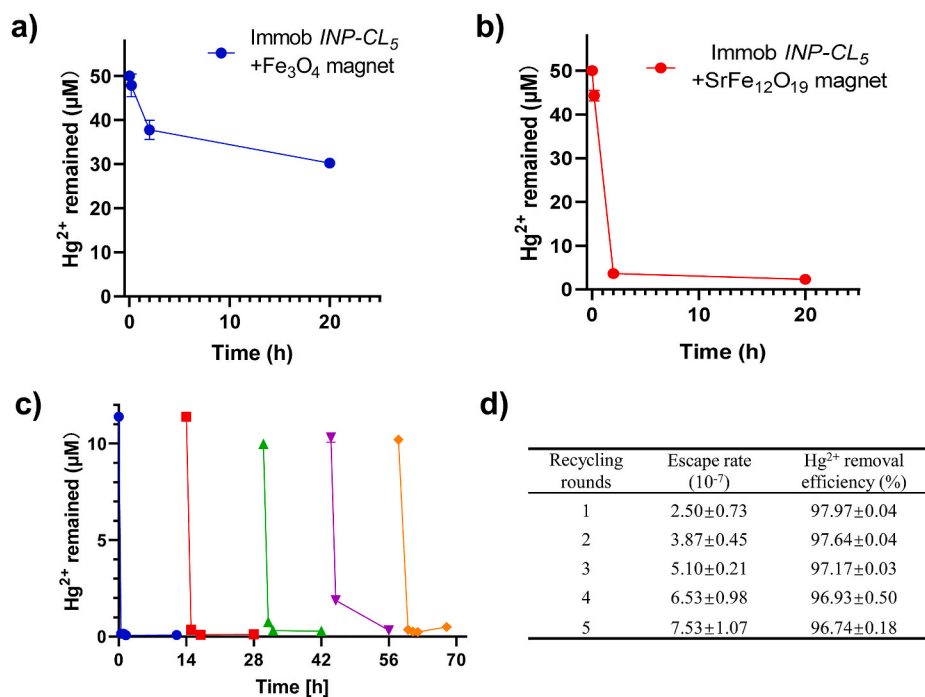 a)
Immob INP-CL₅
+Fe₃O₄ magnet
Hg²⁺ remained (μM)
50
40
30
20
10
0
0 10 20
Time (h)
b)
Immob INP-CL₅
+SrFe₁₂O₁₉ magnet
Hg²⁺ remained (μM)
50
40
30
20
10
0
0 10 20
Time (h)
c)
Hg²⁺ remained (μM)
10
5
0
0 14 28 42 56 70
Time [h]
d)
Recycling rounds Escape rate (10⁻⁷) Hg²⁺ removal efficiency (%)
1 2.50±0.73 97.97±0.04
2 3.87±0.45 97.64±0.04
3 5.10±0.21 97.17±0.03
4 6.53±0.98 96.93±0.50
5 7.53±1.07 96.74±0.18